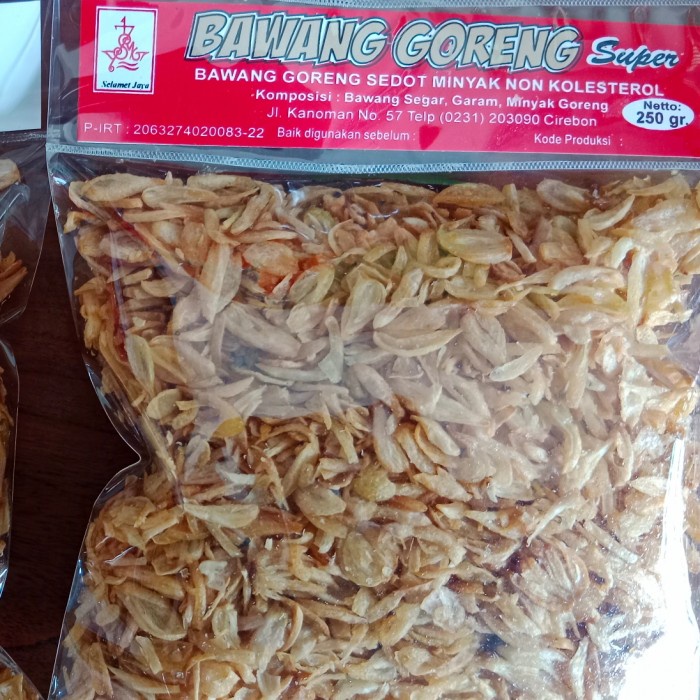 BAWANG GORENG Super
BAWANG GORENG SEDOT MINYAK NON KOLESTEROL
Komposisi : Bawang Segar, Garam, Minyak Goreng
Jl. Kanoman No. 57 Telp (0231) 203090 Cirebon
Netto:
250 gr.
P-IRT : 2063274020083-22 Baik digunakan sebelum :
Kode Produksi :
Selamet Jaya